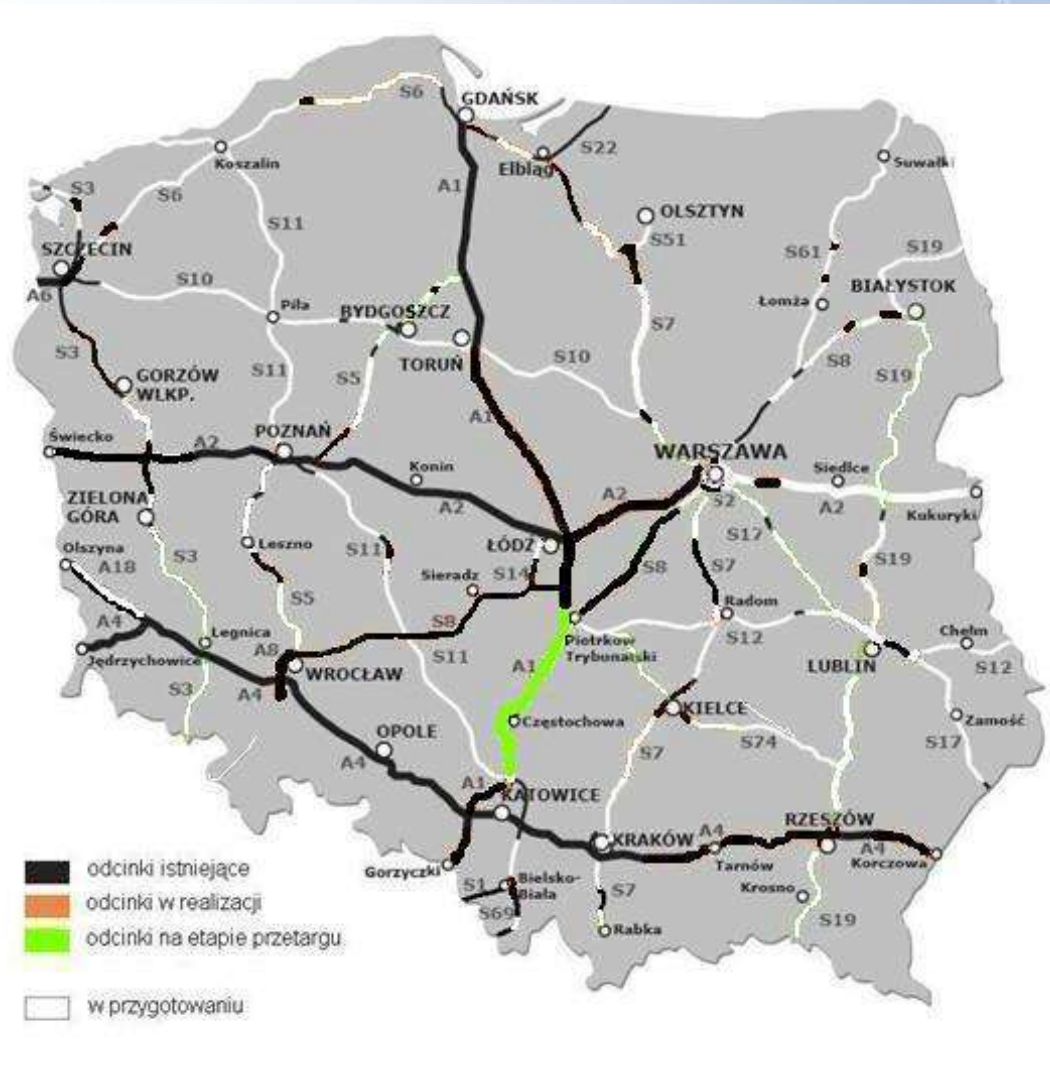 S6
GDAŃSK
S22
Elbląg
Koszalin
Suwałki
S3
S6
A1
OLSZTYN
S11
S51
S61
S19
SZCZECIN
S10
A6
Piła
BYDGOSZCZ
Łomża
BIAŁYSTOK
S7
S3
TORUŃ
S10
S8
S11
S5
S19
GORZÓW
WLKP.
A1
Świecko
A2
POZNAŃ
WARSZAWA
Konin
Siedlce
ZIELONA
GÓRA
A2
A2
S2
A2
Kukuryki
S17
Olszyna
A18
S3
Leszno
S11
ŁÓDŹ
S14
S8
S7
S19
Sieradz
S5
Radom
A4
Legnica
S8
Piotrków
Trybunalski
S12
Chełm
S12
Jędrzychowice
A8
WROCŁAW
S11
A1
LUBLIN
S3
A4
Częstochowa
KIELCE
Zamość
OPOLE
S7
S74
S17
A4
A1
KATOWICE
RZESZÓW
KRAKÓW
A4
A4
Gorzyczki
Tarnów
Korczowa
S1
Bielsko-
Biała
S7
Krosno
S69
Rabka
S19
odcinki istniejące
odcinki w realizacji
odcinki na etapie przetargu
w przygotowaniu